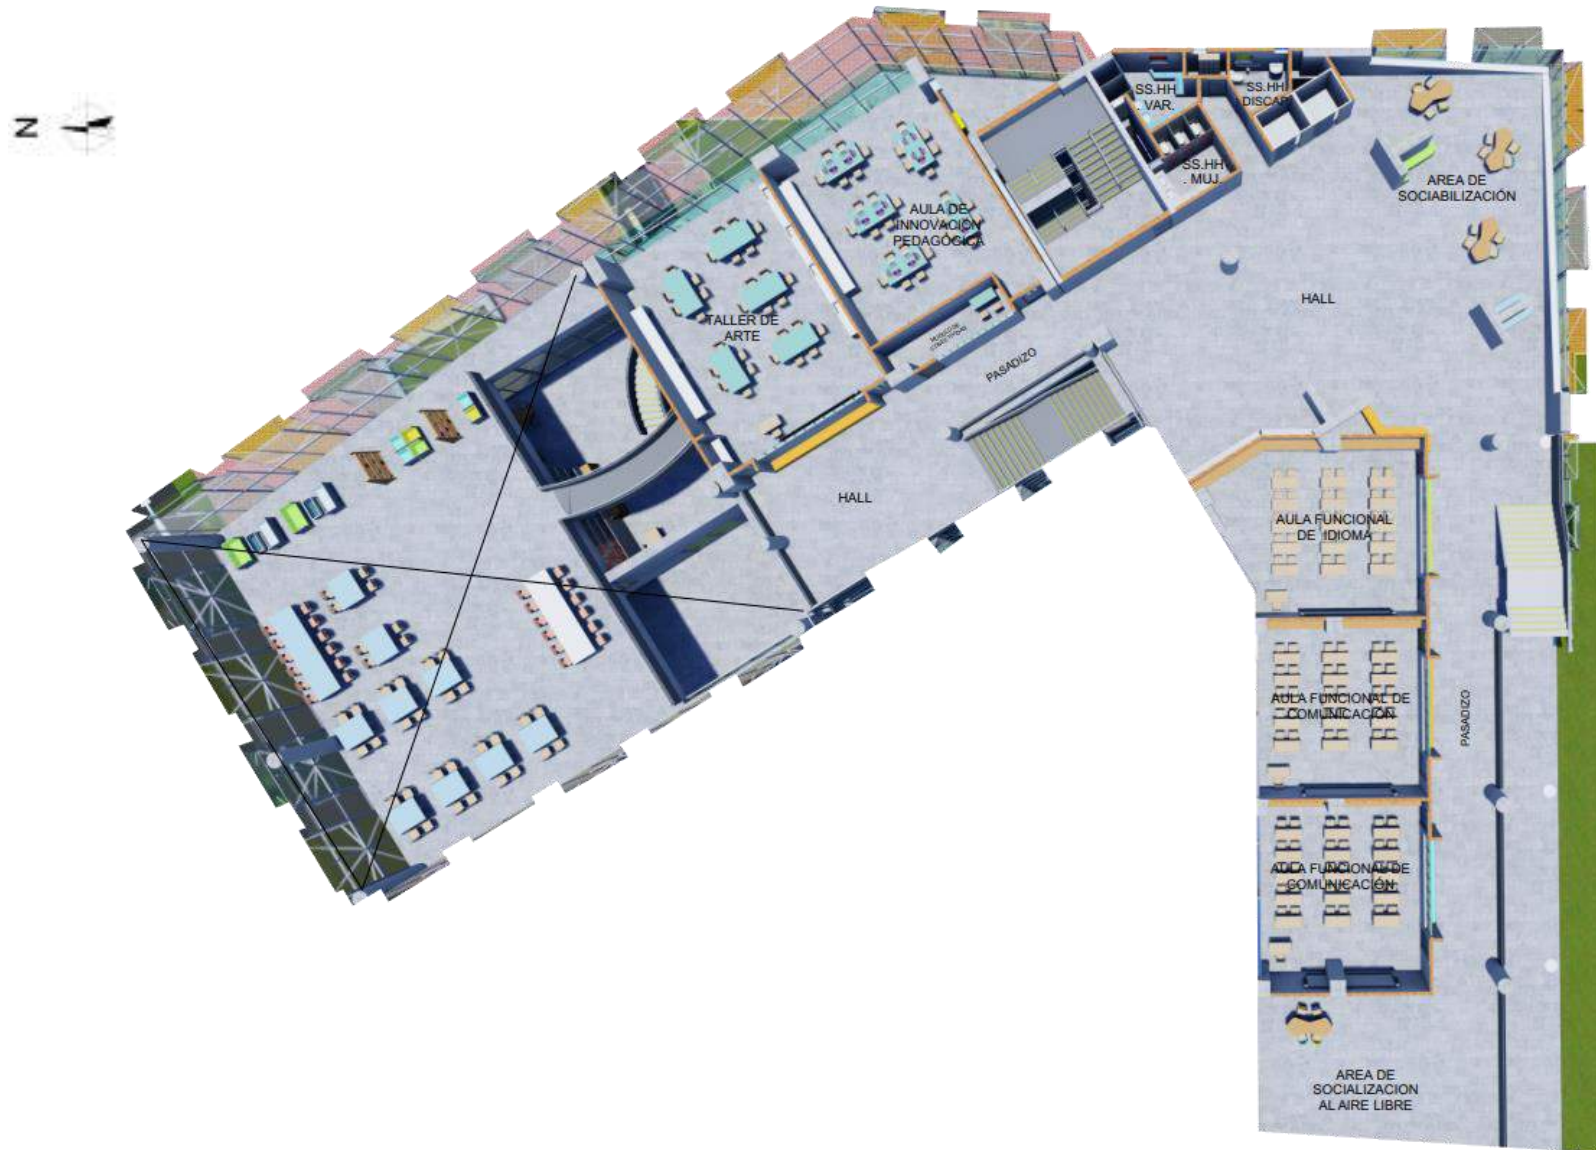 N
SS.HH
. VAR.
SS.HH
. DISCAP
SS.HH
. MUJ.
AREA DE
SOCIABILIZACIÓN
AULA DE
INNOVACION
PEDAGÓGICA
HALL
TALLER DE
ARTE
PASADIZO
HALL
AULA FUNCIONAL
DE IDIOMA
AULA FUNCIONAL DE
COMUNICACIÓN
PASADIZO
AULA FUNCIONAL DE
COMUNICACIÓN
AREA DE
SOCIALIZACION
AL AIRE LIBRE